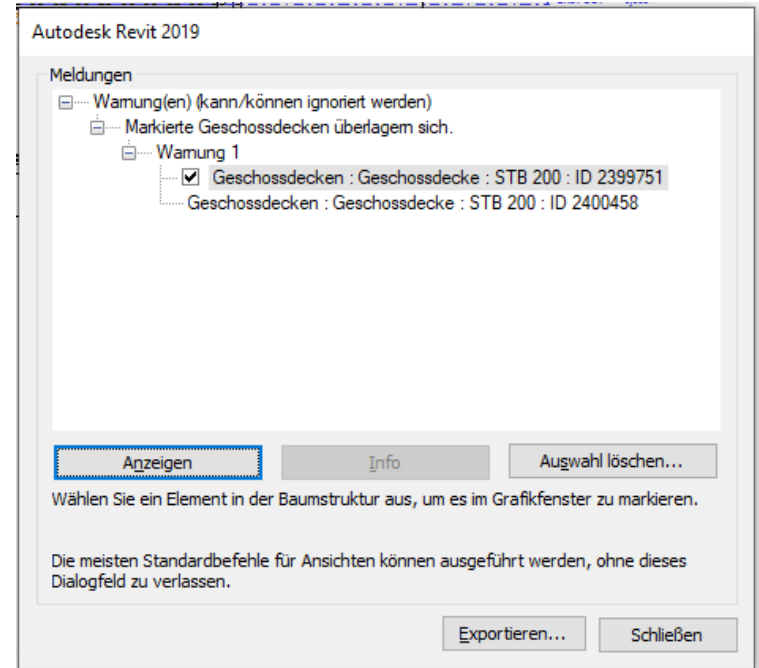 Autodesk Revit 2019
Meldungen
Warnung(en) (kann/können ignoriert werden)
Markierte Geschossdecken überlagern sich.
Warnung 1
Geschossdecken : Geschossdecke : STB 200 : ID 2399751
Geschossdecken : Geschossdecke : STB 200 : ID 2400458
Anzeigen
Info
Auswahl löschen...
Wählen Sie ein Element in der Baumstruktur aus, um es im Grafikfenster zu markieren.
Die meisten Standardbefehle für Ansichten können ausgeführt werden, ohne dieses
Dialogfeld zu verlassen.
Exportieren...
Schließen